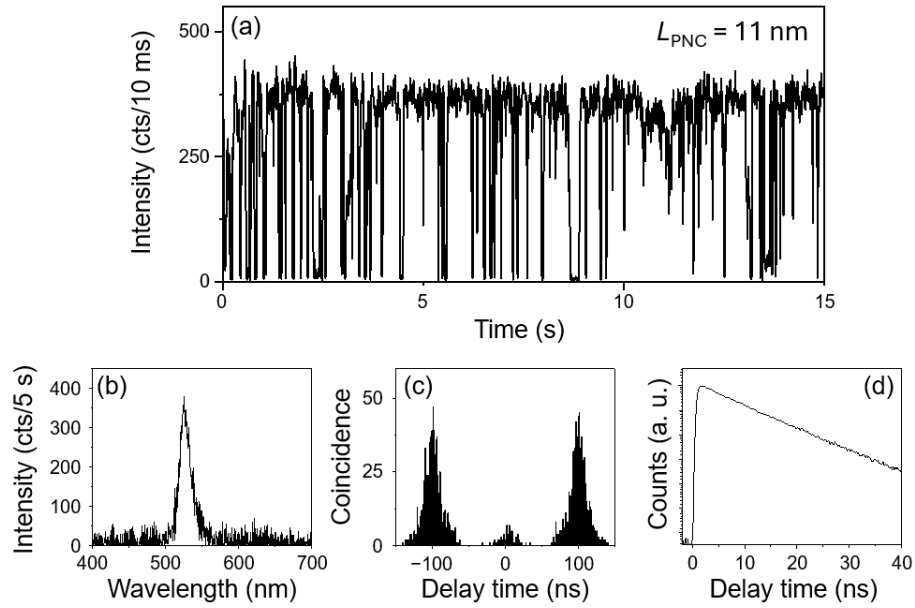 (a)
L_PNC = 11 nm
500
250
0
Intensity (cts/10 ms)
0 5 10 15
Time (s)
(b)
400
300
200
100
0
Intensity (cts/5 s)
400 500 600 700
Wavelength (nm)
(c)
50
25
0
Coincidence
−100 0 100
Delay time (ns)
(d)
Counts (a. u.)
0 10 20 30 40
Delay time (ns)